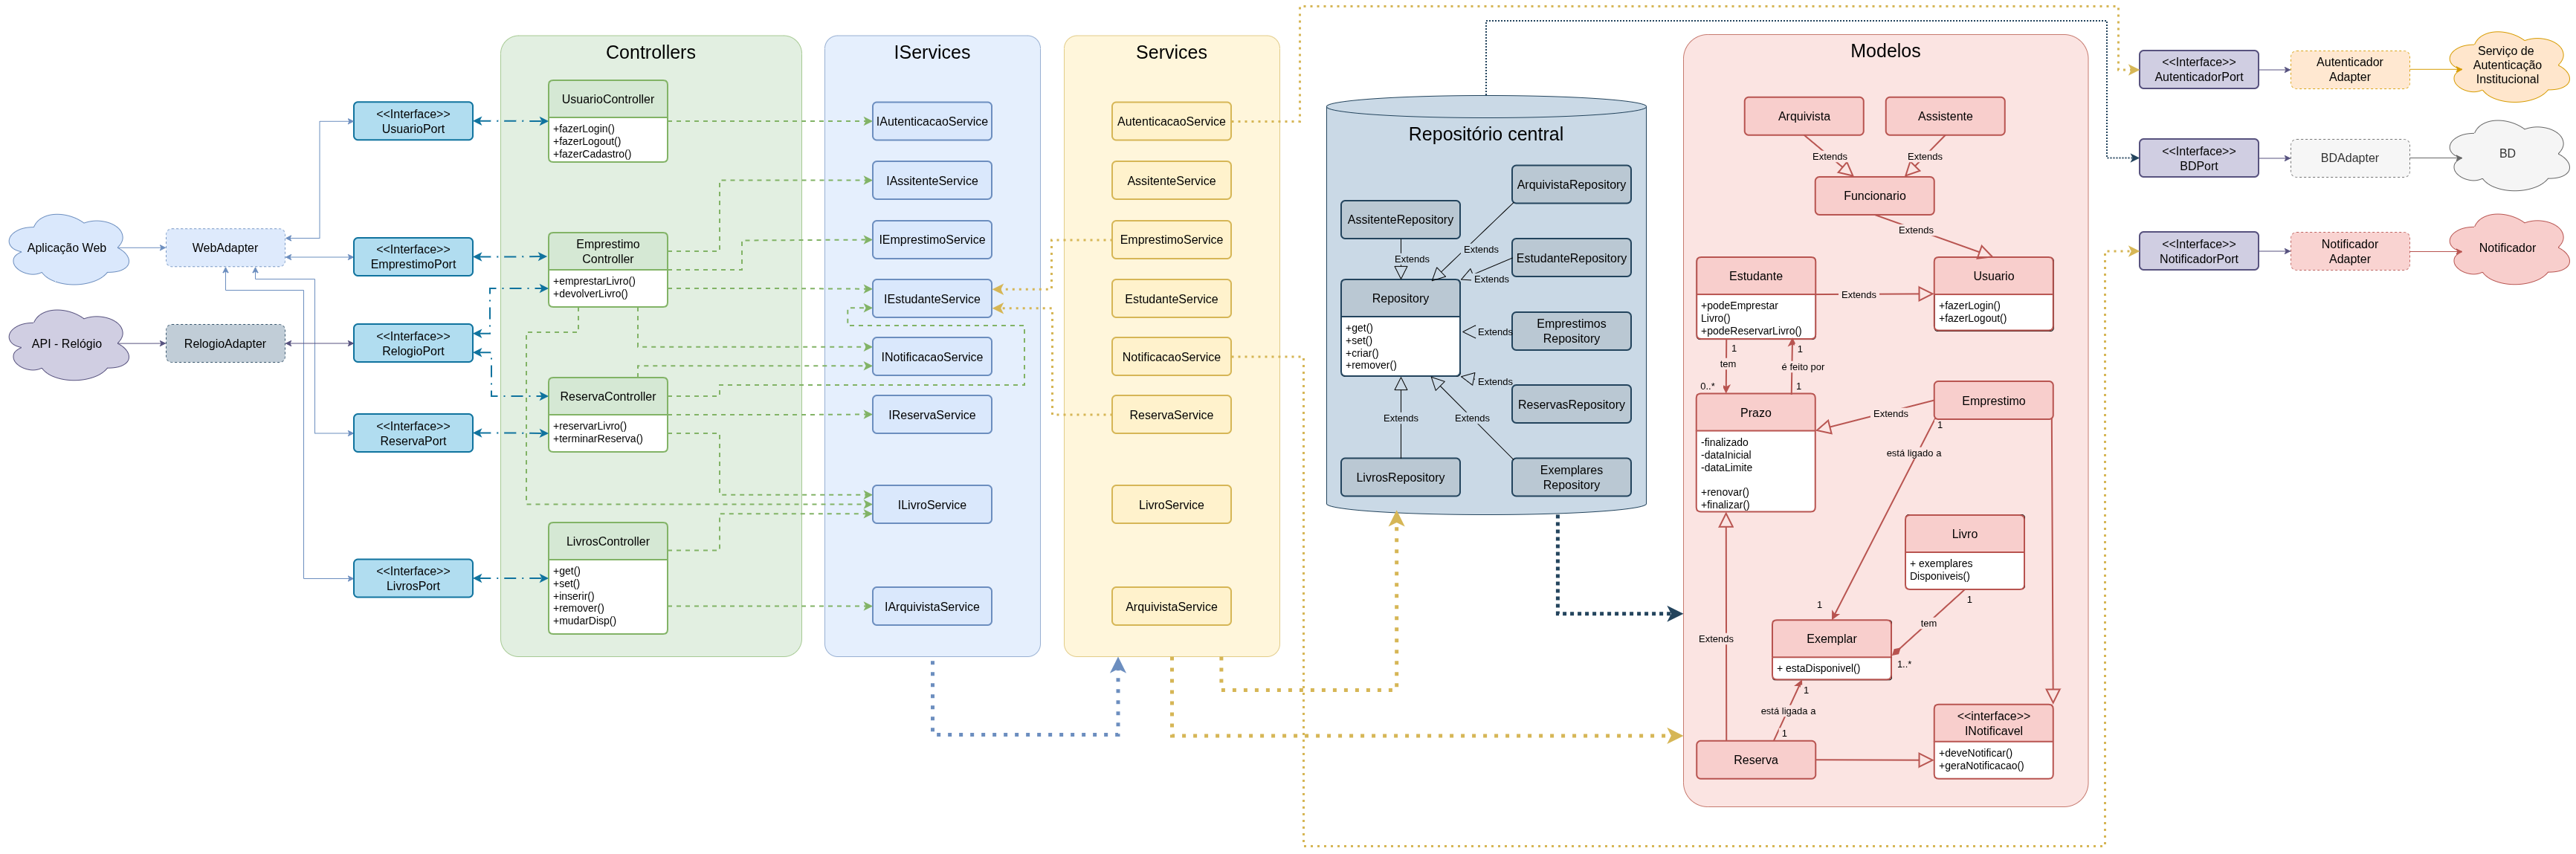 Aplicação Web
API - Relógio
WebAdapter
RelogioAdapter
<<Interface>>
UsuarioPort
<<Interface>>
EmprestimoPort
<<Interface>>
RelogioPort
<<Interface>>
ReservaPort
<<Interface>>
LivrosPort
Controllers
UsuarioController
+fazerLogin()
+fazerLogout()
+fazerCadastro()
Emprestimo
Controller
+emprestarLivro()
+devolverLivro()
ReservaController
+reservarLivro()
+terminarReserva()
LivrosController
+get()
+set()
+inserir()
+remover()
+mudarDisp()
IServices
IAutenticacaoService
IAssitenteService
IEmprestimoService
IEstudanteService
INotificacaoService
IReservaService
ILivroService
IArquivistaService
Services
AutenticacaoService
AssitenteService
EmprestimoService
EstudanteService
NotificacaoService
ReservaService
LivroService
ArquivistaService
Repositório central
ArquivistaRepository
AssitenteRepository
Extends
Extends
EstudanteRepository
Extends
Repository
+get()
+set()
+criar()
+remover()
Extends
Emprestimos
Repository
Extends
ReservasRepository
Extends
Extends
LivrosRepository
Exemplares
Repository
Modelos
Arquivista
Assistente
Extends
Extends
Funcionario
Extends
Estudante
+podeEmprestar
Livro()
+podeReservarLivro()
Extends
Usuario
+fazerLogin()
+fazerLogout()
1
tem
0..*
1
é feito por
1
Prazo
-finalizado
-dataInicial
-dataLimite
+renovar()
+finalizar()
Extends
Emprestimo
1
está ligado a
1
Livro
+ exemplares
Disponiveis()
1
tem
1..*
Extends
Exemplar
+ estaDisponivel()
1
está ligada a
1
Reserva
<<interface>>
INotificavel
+deveNotificar()
+geraNotificacao()
<<Interface>>
AutenticadorPort
Autenticador
Adapter
Serviço de
Autenticação
Institucional
<<Interface>>
BDPort
BDAdapter
BD
<<Interface>>
NotificadorPort
Notificador
Adapter
Notificador